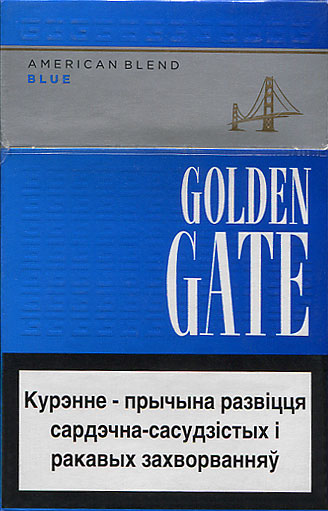 AMERICAN BLEND
BLUE
GOLDEN
GATE
Курэнне - прычына развіцця
сардэчна-сасудзістых і
ракавых захворванняў